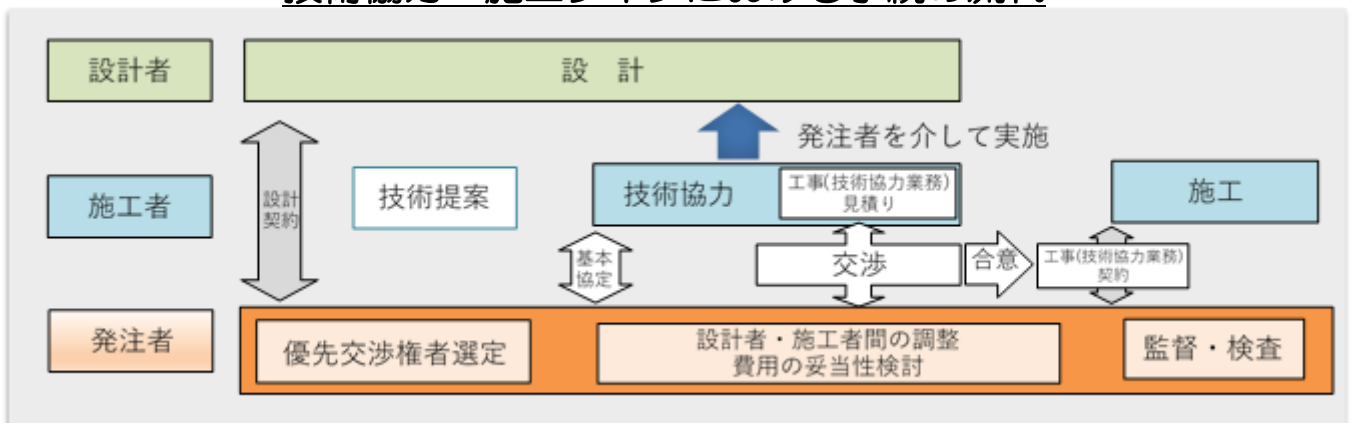 設計者
設 計
発注者を介して実施
施工者
設計
契約
技術提案
技術協力
工事(技術協力業務)
見積り
施工
基本
協定
交渉
合意
工事(技術協力業務)
契約
発注者
優先交渉権者選定
設計者・施工者間の調整
費用の妥当性検討
監督・検査